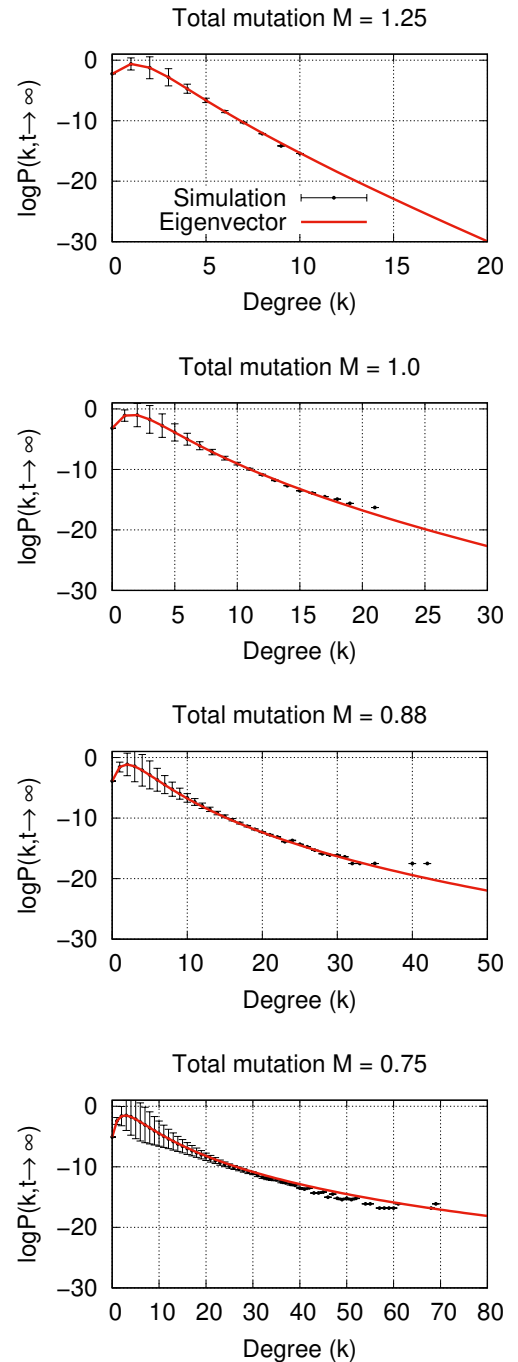 Total mutation M = 1.25
logP(k,t→∞)
0
−10
−20
−30
Simulation
Eigenvector
0 5 10 15 20
Degree (k)
Total mutation M = 1.0
logP(k,t→∞)
0
−10
−20
−30
0 5 10 15 20 25 30
Degree (k)
Total mutation M = 0.88
logP(k,t→∞)
0
−10
−20
−30
0 10 20 30 40 50
Degree (k)
Total mutation M = 0.75
logP(k,t→∞)
0
−10
−20
−30
0 10 20 30 40 50 60 70 80
Degree (k)